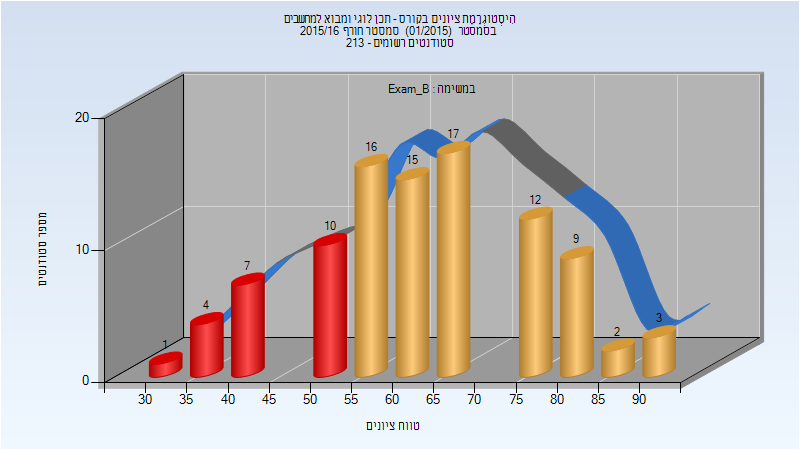 היסטוגרמת ציונים בקורס - תכן לוגי ומבוא למחשבים
בסמסטר (01/2015) סמסטר חורף 2015/16
סטודנטים רשומים - 213
במשימה : Exam_B
20
10
0
מספר סטודנטים
1
4
7
10
16
15
17
12
9
2
3
30 35 40 45 50 55 60 65 70 75 80 85 90
טווח ציונים